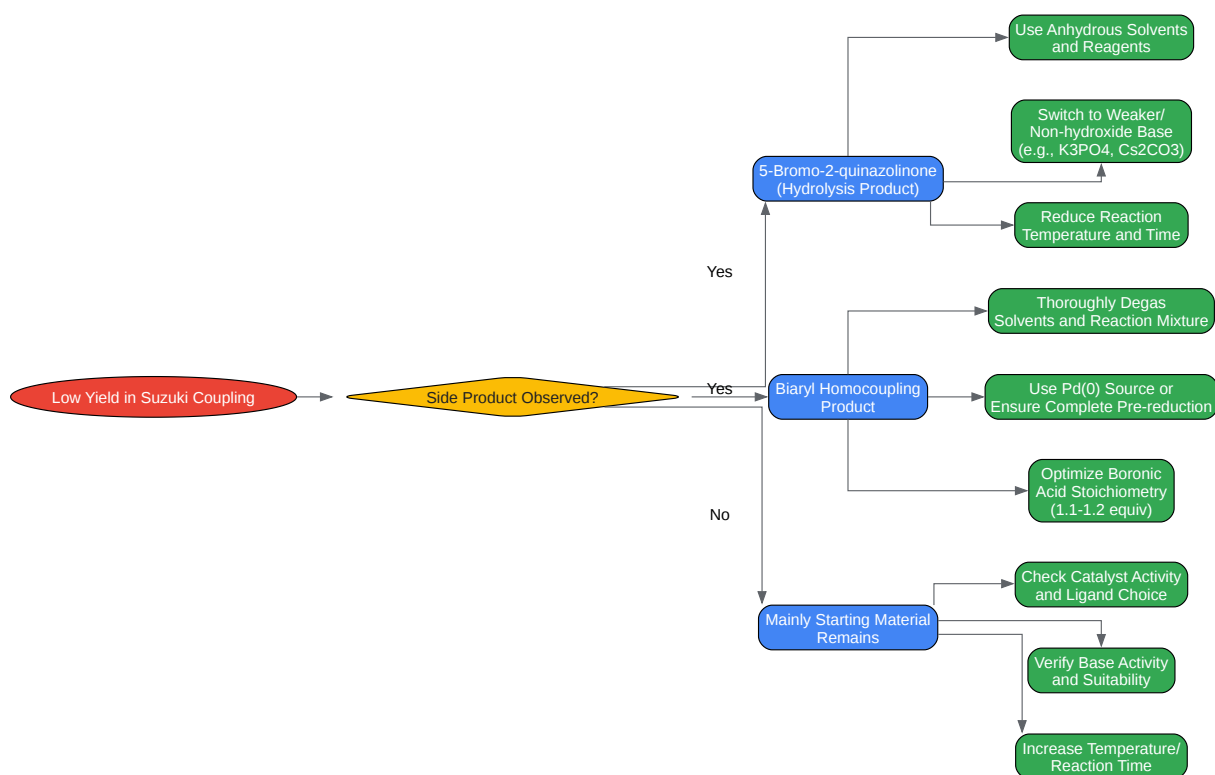 Low Yield in Suzuki Coupling
Side Product Observed?
Yes
Yes
No
5-Bromo-2-quinazolinone
(Hydrolysis Product)
Use Anhydrous Solvents
and Reagents
Switch to Weaker/
Non-hydroxide Base
(e.g., K3PO4, Cs2CO3)
Reduce Reaction
Temperature and Time
Biaryl Homocoupling
Product
Thoroughly Degas
Solvents and Reaction Mixture
Use Pd(0) Source or
Ensure Complete Pre-reduction
Optimize Boronic
Acid Stoichiometry
(1.1-1.2 equiv)
Mainly Starting Material
Remains
Check Catalyst Activity
and Ligand Choice
Verify Base Activity
and Suitability
Increase Temperature/
Reaction Time